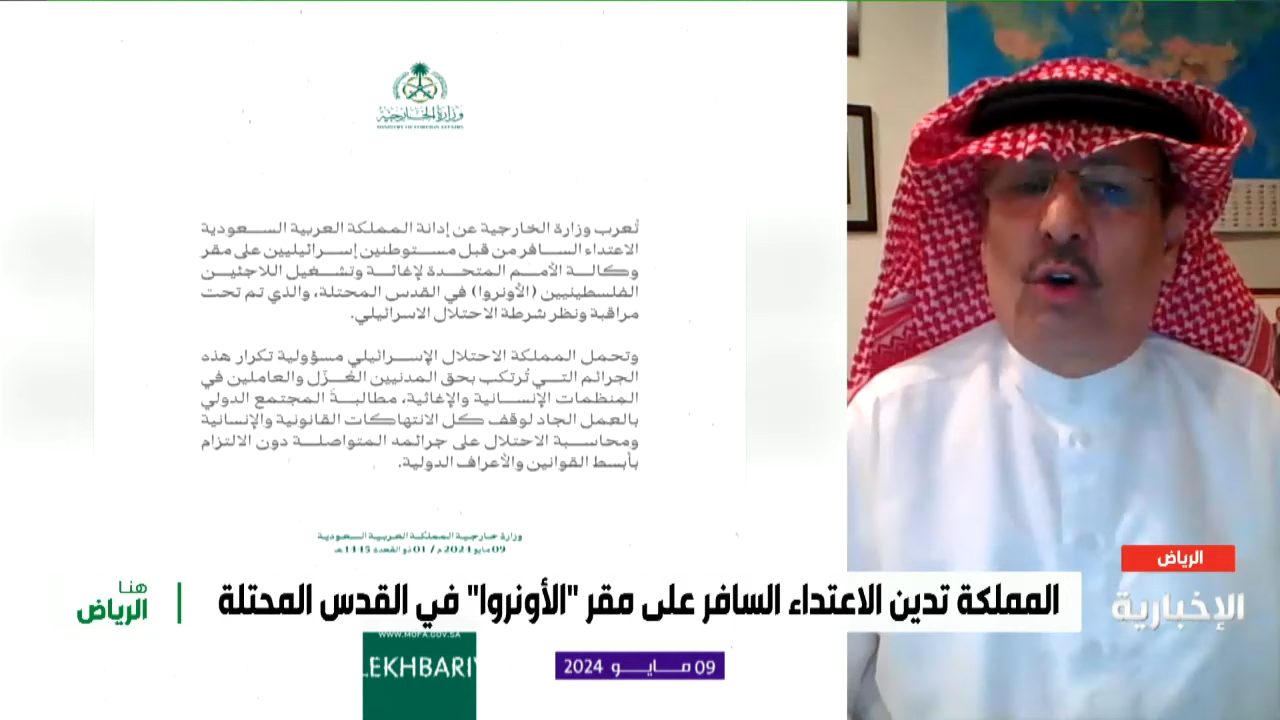 وزارة الخارجية
MINISTRY OF FOREIGN AFFAIRS
تُعرب وزارة الخارجية عن إدانة المملكة العربية السعودية
الاعتداء السافر من قبل مستوطنين إسرائيليين على مقر
وكالة الأمم المتحدة لإغاثة وتشغيل اللاجئين
الفلسطينيين (الأونروا) في القدس المحتلة، والذي تم تحت
مراقبة ونظر شرطة الاحتلال الاسرائيلي.
وتحمل المملكة الاحتلال الإسرائيلي مسؤولية تكرار هذه
الجرائم التي تُرتكب بحق المدنيين العُزّل والعاملين في
المنظمات الإنسانية والإغاثية، مطالبةً المجتمع الدولي
بالعمل الجاد لوقف كل الانتهاكات القانونية والإنسانية
ومحاسبة الاحتلال على جرائمه المتواصلة دون الالتزام
بأبسط القوانين والأعراف الدولية.
وزارة خارجية المملكة العربية السعودية
09 مايو 2024 م / 01 ذو القعدة 1445 هـ
الرياض
الإخبارية
المملكة تدين الاعتداء السافر على مقر "الأونروا" في القدس المحتلة
هنا
الرياض
WWW.MOFA.GOV.SA
LEKHBARIY
09 مايو 2024